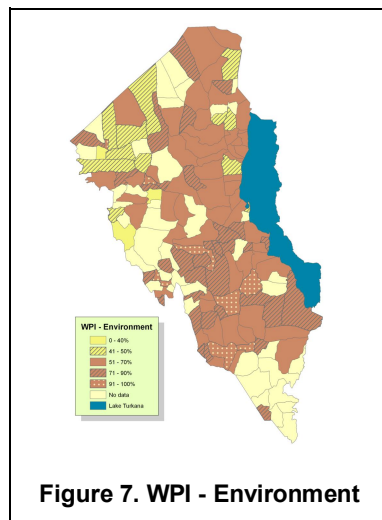 WPI - Environment
0 - 40%
41 - 50%
51 - 70%
71 - 90%
91 - 100%
No data
Lake Turkana
Figure 7. WPI - Environment